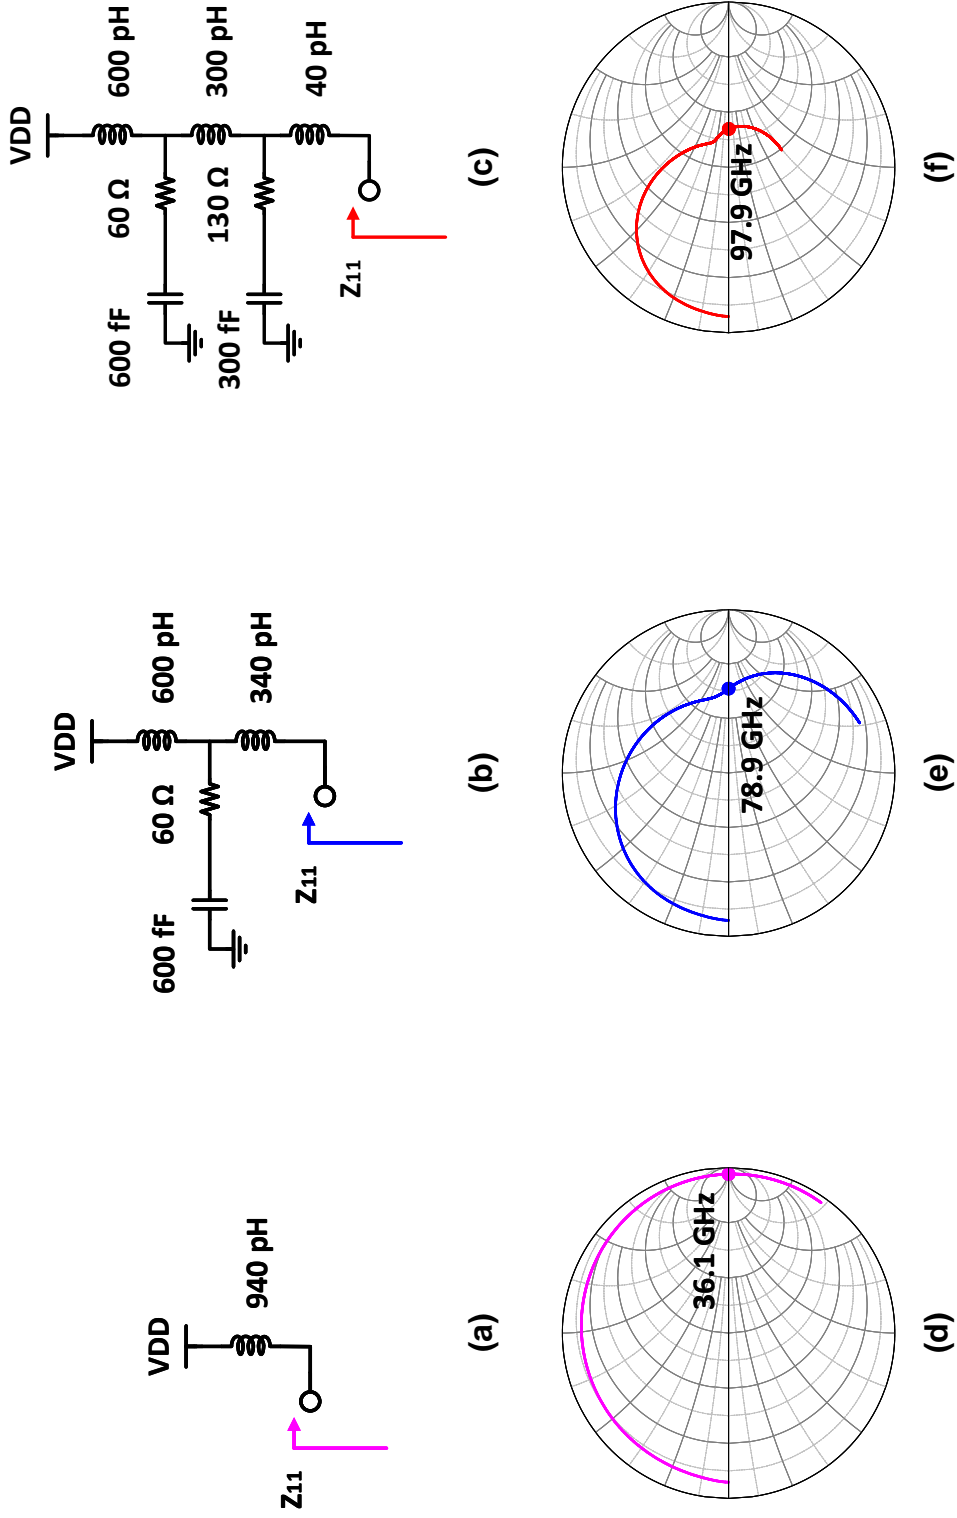 VDD
940 pH
Z11
(a)
VDD
600 pH
60 Ω
600 fF
340 pH
Z11
(b)
VDD
600 pH
60 Ω
600 fF
300 pH
130 Ω
300 fF
40 pH
Z11
(c)
36.1 GHz
(d)
78.9 GHz
(e)
97.9 GHz
(f)